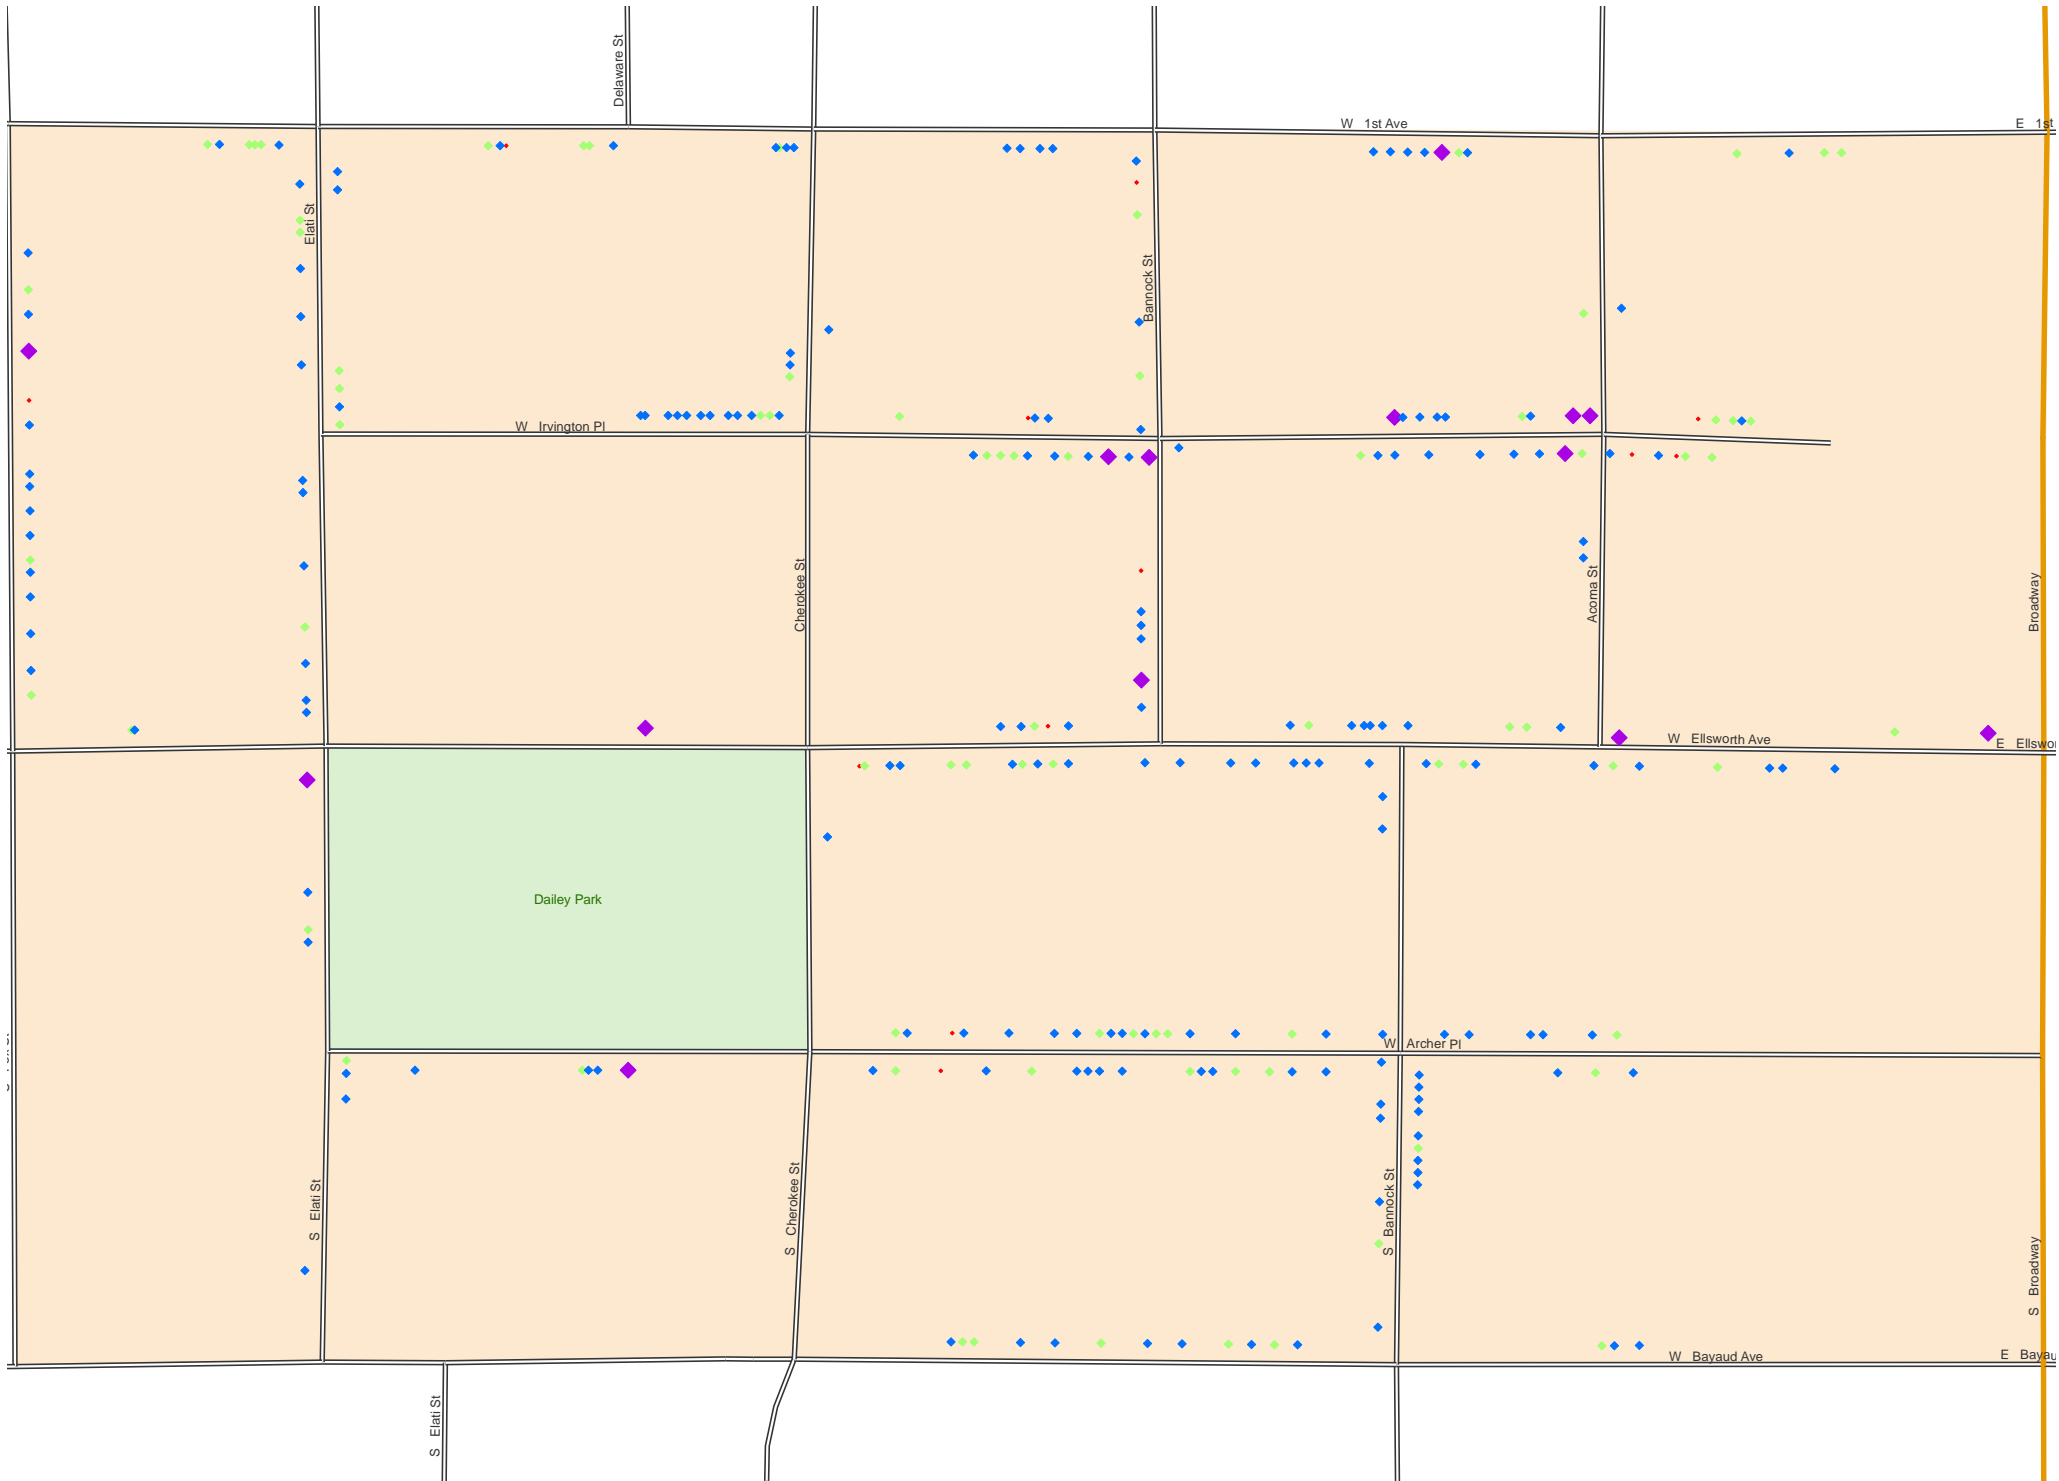 Delaware St
W 1st Ave
E 1st
Elati St
Bannock St
W Irvington Pl
Cherokee St
Acoma St
Broadway
W Ellsworth Ave
E Ellswor
Dailey Park
W Archer Pl
S Elati St
S Cherokee St
S Bannock St
S Broadway
W Bayaud Ave
E Bayau
S Elati St